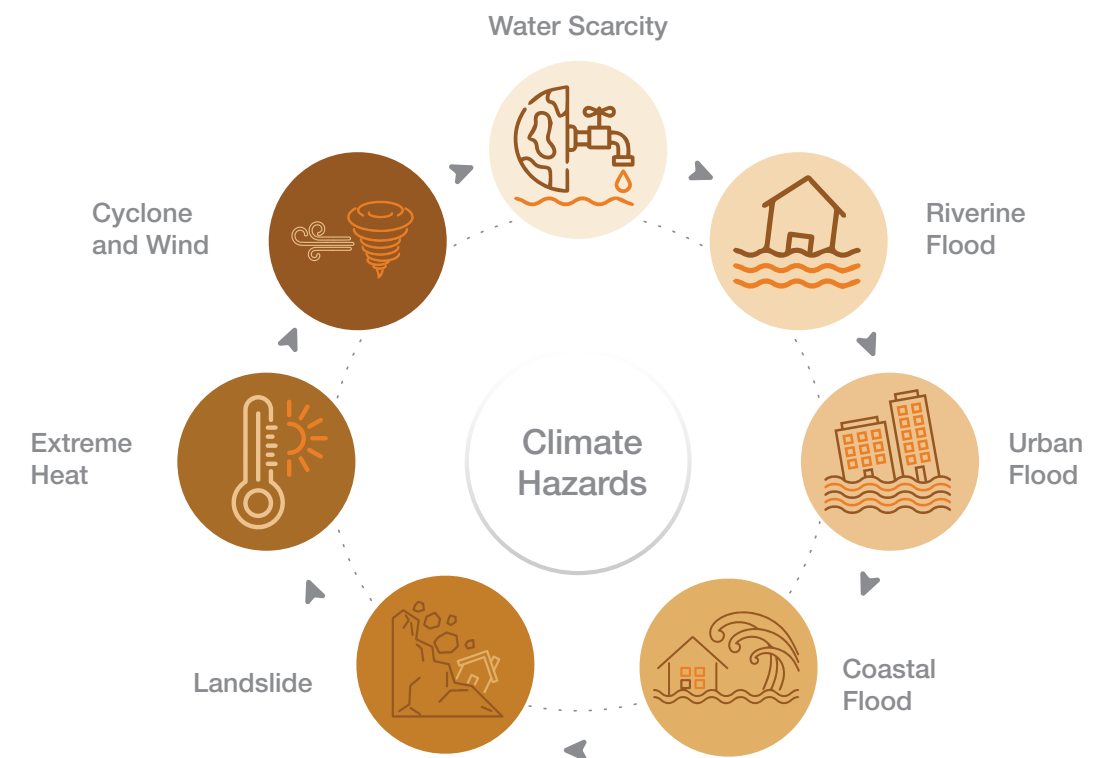 Water Scarcity
Cyclone
and Wind
Riverine
Flood
Extreme
Heat
Climate
Hazards
Urban
Flood
Landslide
Coastal
Flood